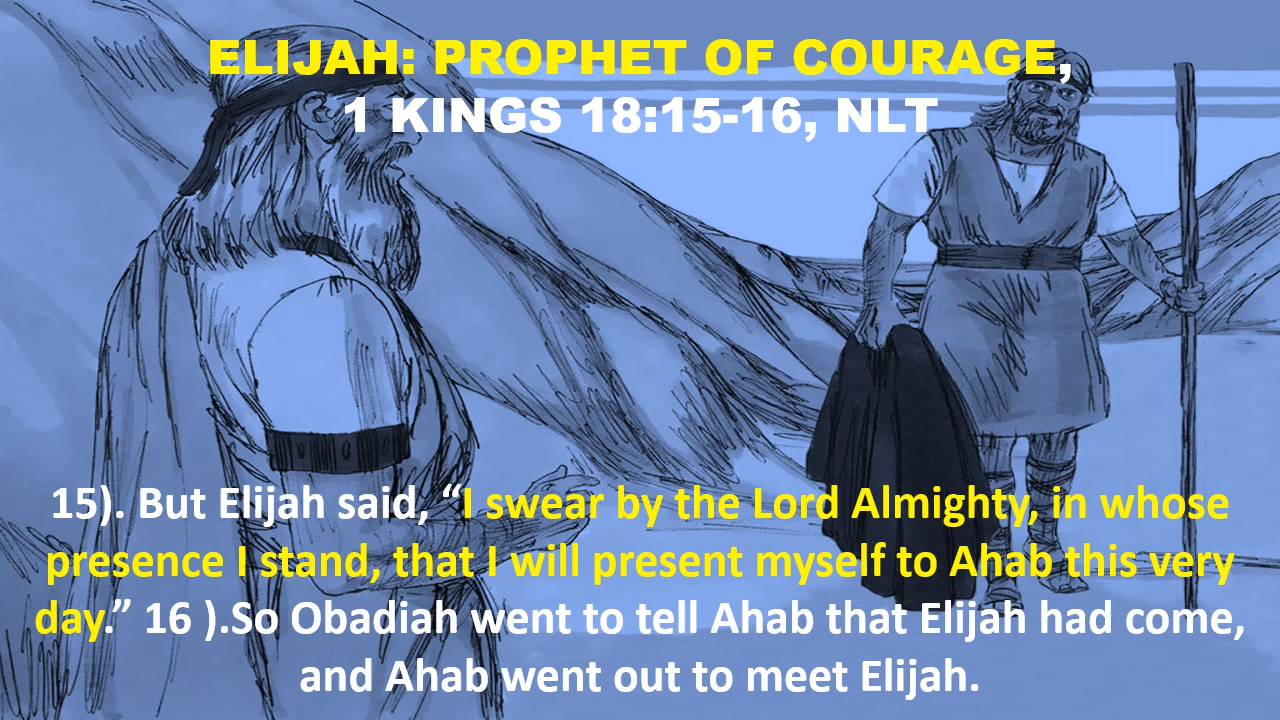 ELIJAH: PROPHET OF COURAGE,
1 KINGS 18:15-16, NLT
15). But Elijah said, “I swear by the Lord Almighty, in whose
presence I stand, that I will present myself to Ahab this very
day.” 16 ).So Obadiah went to tell Ahab that Elijah had come,
and Ahab went out to meet Elijah.